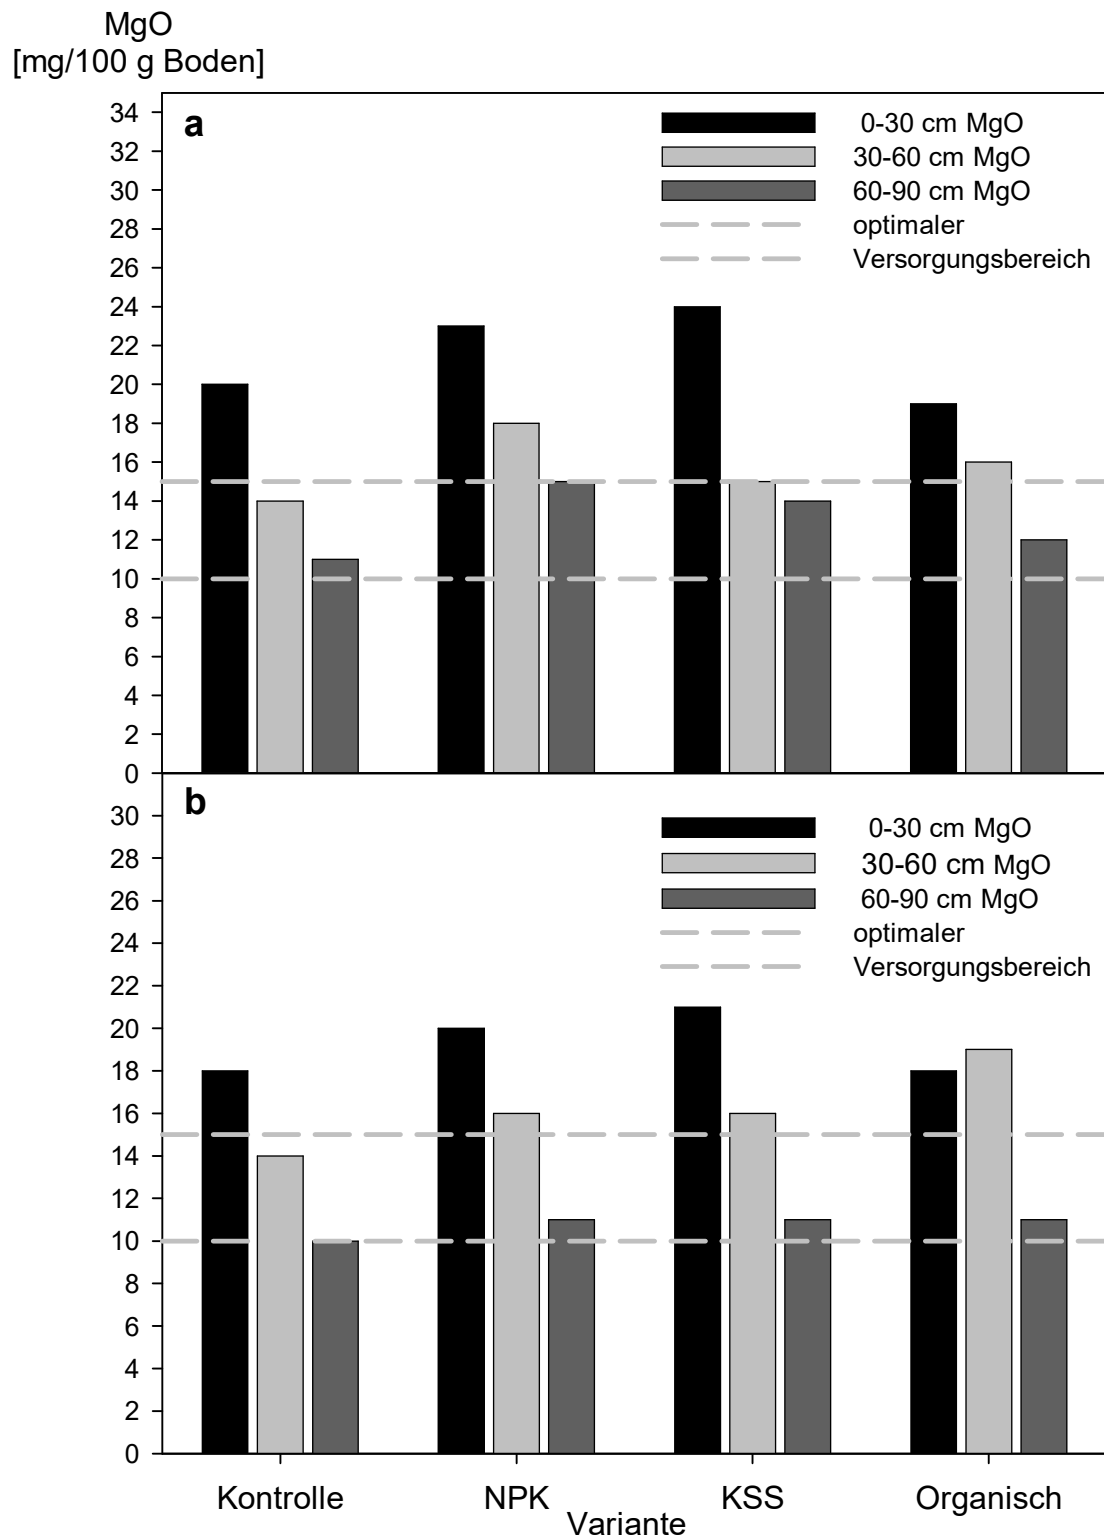 MgO
[mg/100 g Boden]
a
34
32
30
28
26
24
22
20
18
16
14
12
10
8
6
4
2
0
0-30 cm MgO
30-60 cm MgO
60-90 cm MgO
optimaler
Versorgungsbereich
b
30
28
26
24
22
20
18
16
14
12
10
8
6
4
2
0
0-30 cm MgO
30-60 cm MgO
60-90 cm MgO
optimaler
Versorgungsbereich
Kontrolle NPK KSS Organisch
Variante